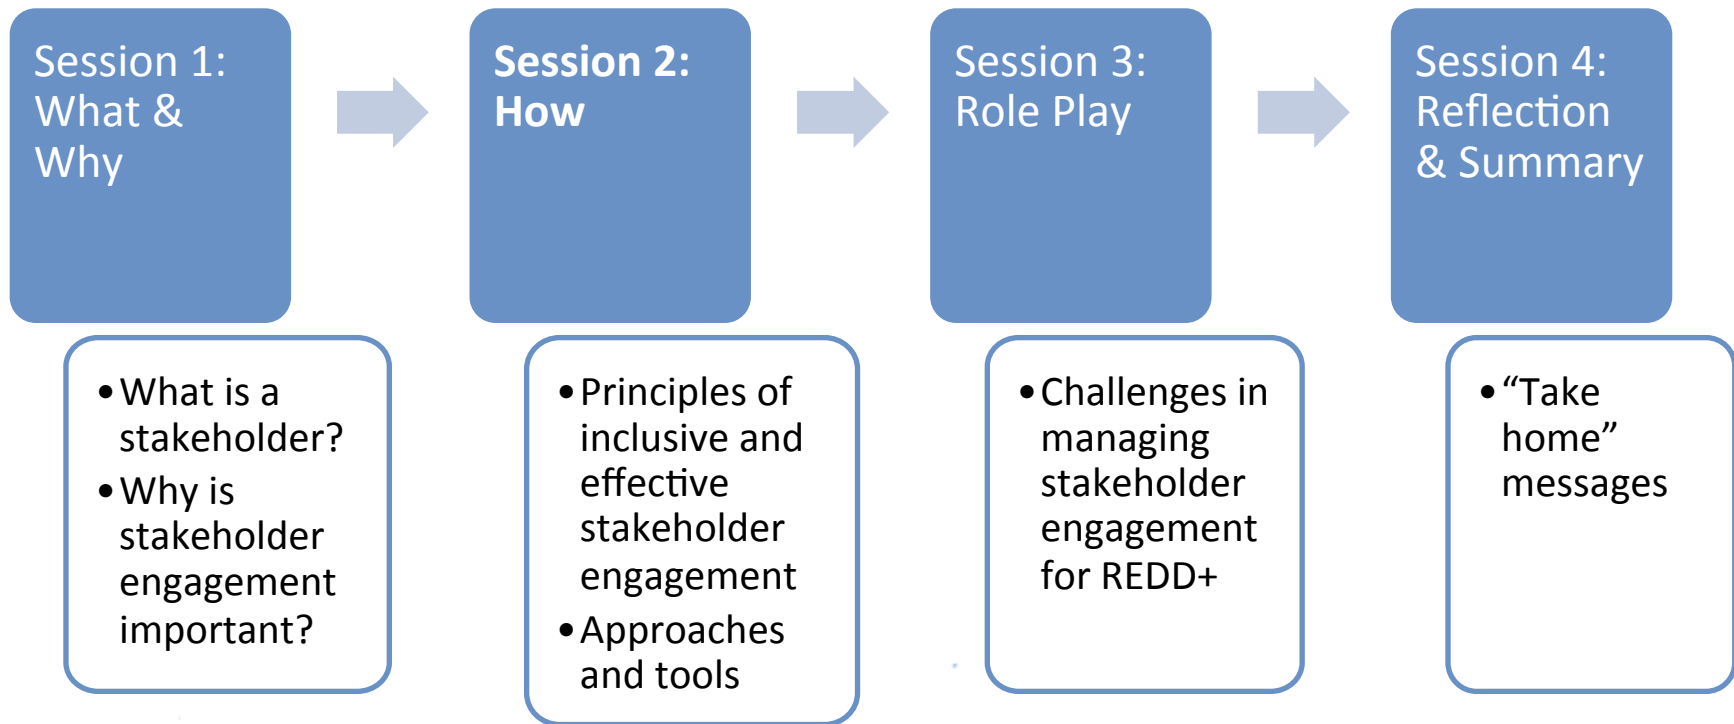 Session 1:
What &
Why
• What is a
stakeholder?
• Why is
stakeholder
engagement
important?
Session 2:
How
• Principles of
inclusive and
effective
stakeholder
engagement
• Approaches
and tools
Session 3:
Role Play
• Challenges in
managing
stakeholder
engagement
for REDD+
Session 4:
Reflection
& Summary
• “Take
home”
messages